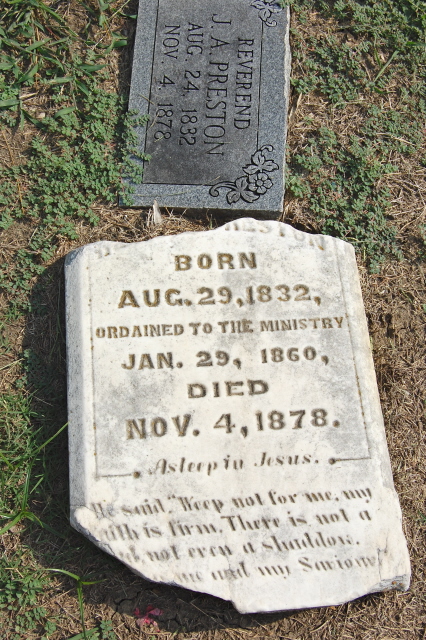 REVEREND
J. A. PRESTON
AUG. 24, 1832
NOV. 4, 1878
BORN
AUG. 29, 1832,
ORDAINED TO THE MINISTRY
JAN. 29, 1860,
DIED
NOV. 4, 1878.
Asleep in Jesus.
He said, "Weep not for me, my
is firm. There is not a
not even a shaddow.
me and my Saviour